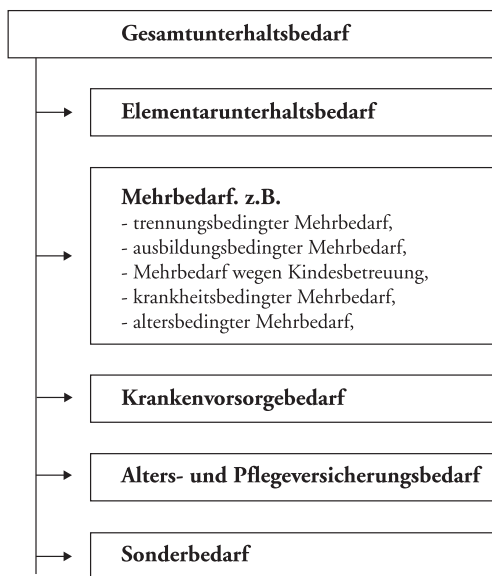 Gesamtunterhaltsbedarf
Elementarunterhaltsbedarf
Mehrbedarf. z.B.
- trennungsbedingter Mehrbedarf,
- ausbildungsbedingter Mehrbedarf,
- Mehrbedarf wegen Kindesbetreuung,
- krankheitsbedingter Mehrbedarf,
- altersbedingter Mehrbedarf,
Krankenvorsorgebedarf
Alters- und Pflegeversicherungsbedarf
Sonderbedarf